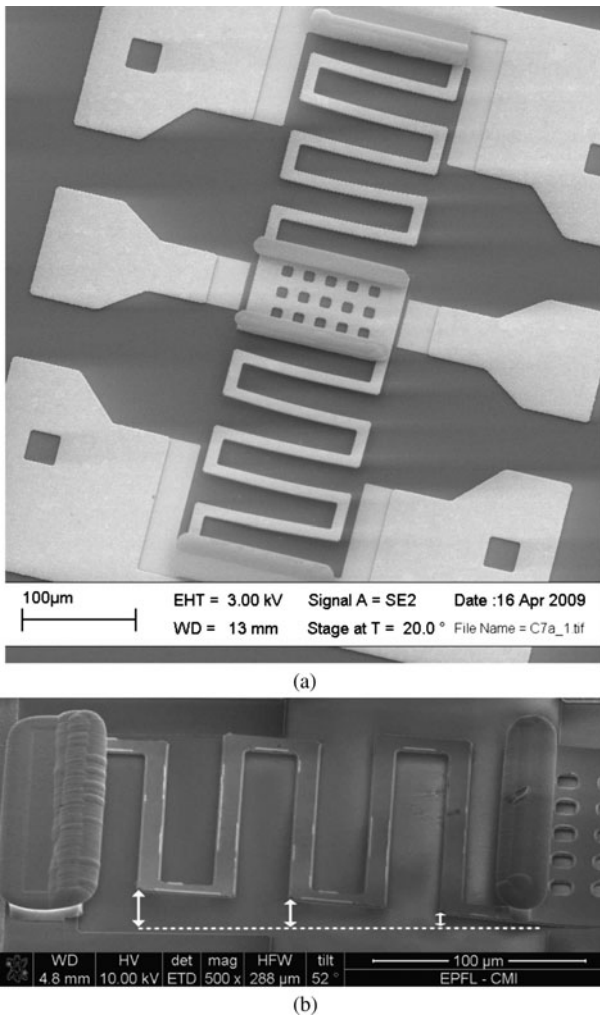 100µm
EHT = 3.00 kV Signal A = SE2 Date :16 Apr 2009
WD = 13 mm Stage at T = 20.0 ° File Name = C7a_1.tif
(a)
WD HV det mag HFW tilt 100 µm
4.8 mm 10.00 kV ETD 500 x 288 µm 52° EPFL - CMI
(b)